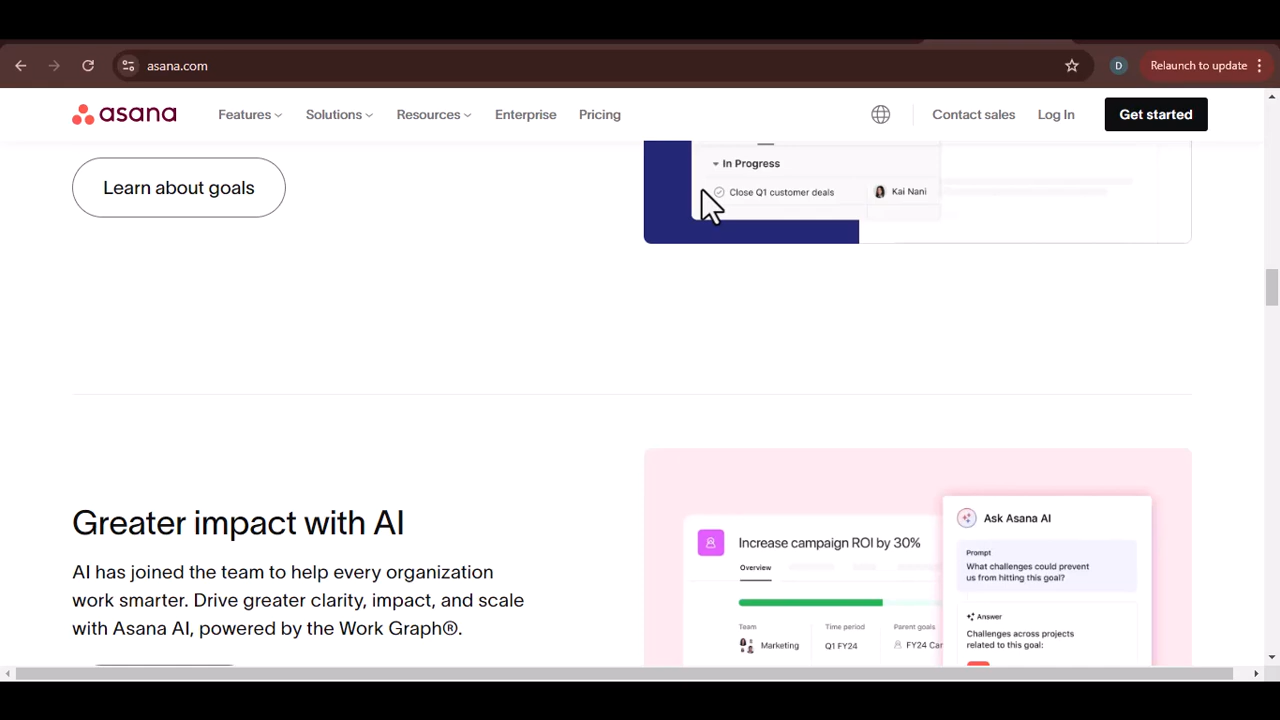 asana.com
D
Relaunch to update
asana
Features
Solutions
Resources
Enterprise
Pricing
Contact sales
Log In
Get started
Learn about goals
In Progress
Close Q1 customer deals
Kai Nani
Greater impact with AI
AI has joined the team to help every organization
work smarter. Drive greater clarity, impact, and scale
with Asana AI, powered by the Work Graph®.
Increase campaign ROI by 30%
Overview
Team
Time period
Parent goals
Marketing
Q1 FY24
FY24 Car
Ask Asana AI
Prompt
What challenges could prevent
us from hitting this goal?
Answer
Challenges across projects
related to this goal: